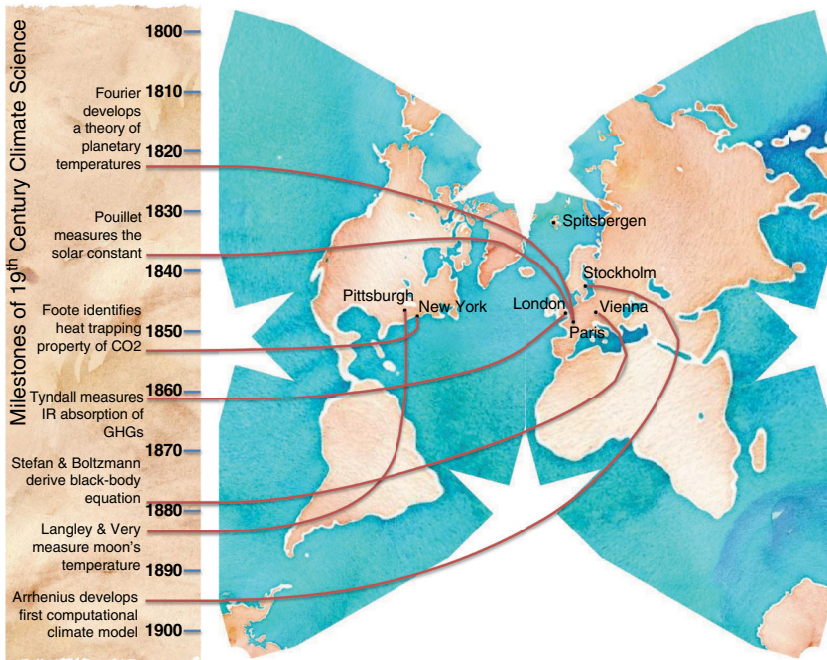 Milestones of 19th Century Climate Science
1800
1810
1820
1830
1840
1850
1860
1870
1880
1890
1900
Fourier
develops
a theory of
planetary
temperatures
Pouillet
measures the
solar constant
Foote identifies
heat trapping
property of CO2
Tyndall measures
IR absorption of
GHGs
Stefan & Boltzmann
derive black-body
equation
Langley & Very
measure moon's
temperature
Arrhenius develops
first computational
climate model
Spitsbergen
Stockholm
Pittsburgh
New York
London
Vienna
Paris